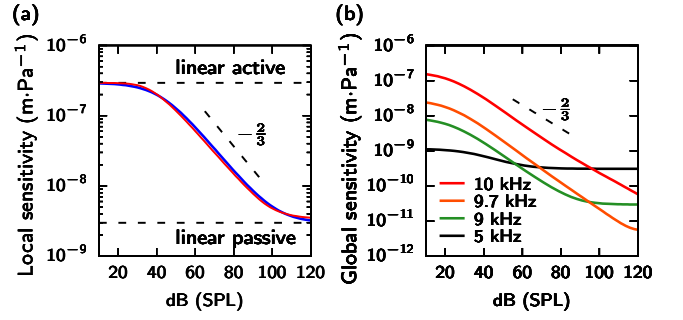 (a)
Local sensitivity (m·Pa⁻¹)
10⁻⁶
10⁻⁷
10⁻⁸
10⁻⁹
linear active
−2/3
linear passive
20 40 60 80 100 120
dB (SPL)
(b)
Global sensitivity (m·Pa⁻¹)
10⁻⁶
10⁻⁷
10⁻⁸
10⁻⁹
10⁻¹⁰
10⁻¹¹
10⁻¹²
−2/3
10 kHz
9.7 kHz
9 kHz
5 kHz
20 40 60 80 100 120
dB (SPL)